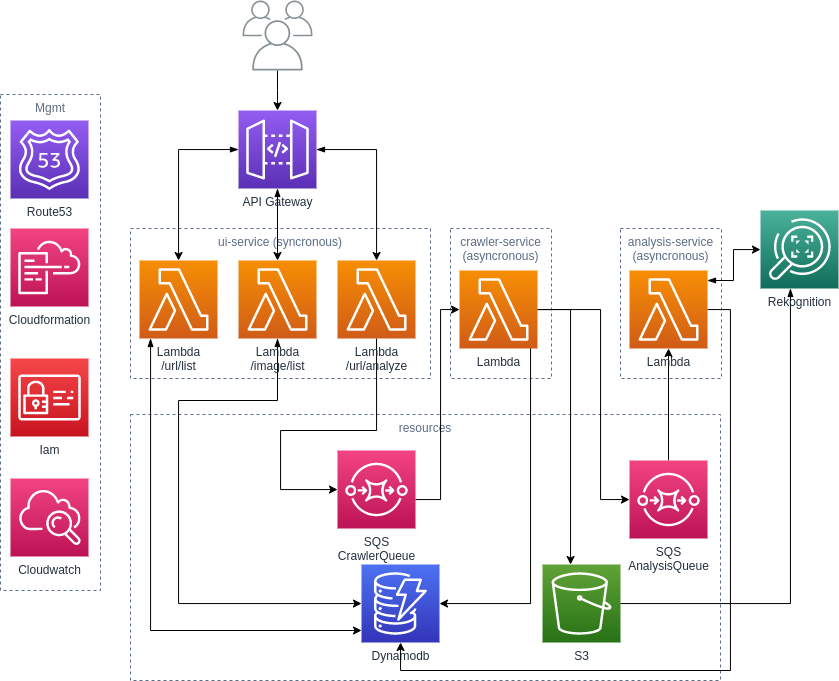 Mgmt
53
Route53
Cloudformation
Iam
Cloudwatch
</>
API Gateway
ui-service (syncronous)
Lambda
/url/list
Lambda
/image/list
Lambda
/url/analyze
crawler-service
(asyncronous)
Lambda
analysis-service
(asyncronous)
Lambda
Rekognition
resources
SQS
CrawlerQueue
SQS
AnalysisQueue
Dynamodb
S3